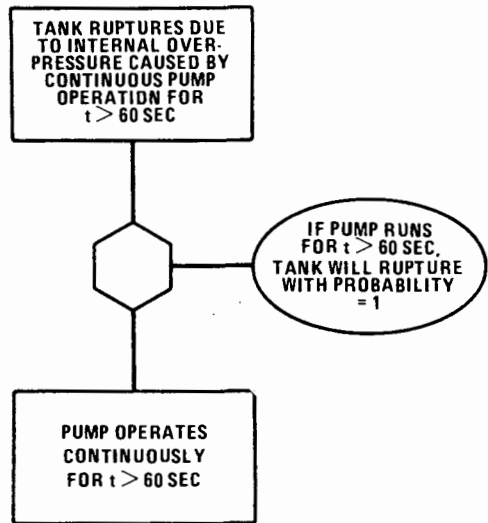 TANK RUPTURES DUE
TO INTERNAL OVER-
PRESSURE CAUSED BY
CONTINUOUS PUMP
OPERATION FOR
t > 60 SEC
IF PUMP RUNS
FOR t > 60 SEC,
TANK WILL RUPTURE
WITH PROBABILITY
= 1
PUMP OPERATES
CONTINUOUSLY
FOR t > 60 SEC